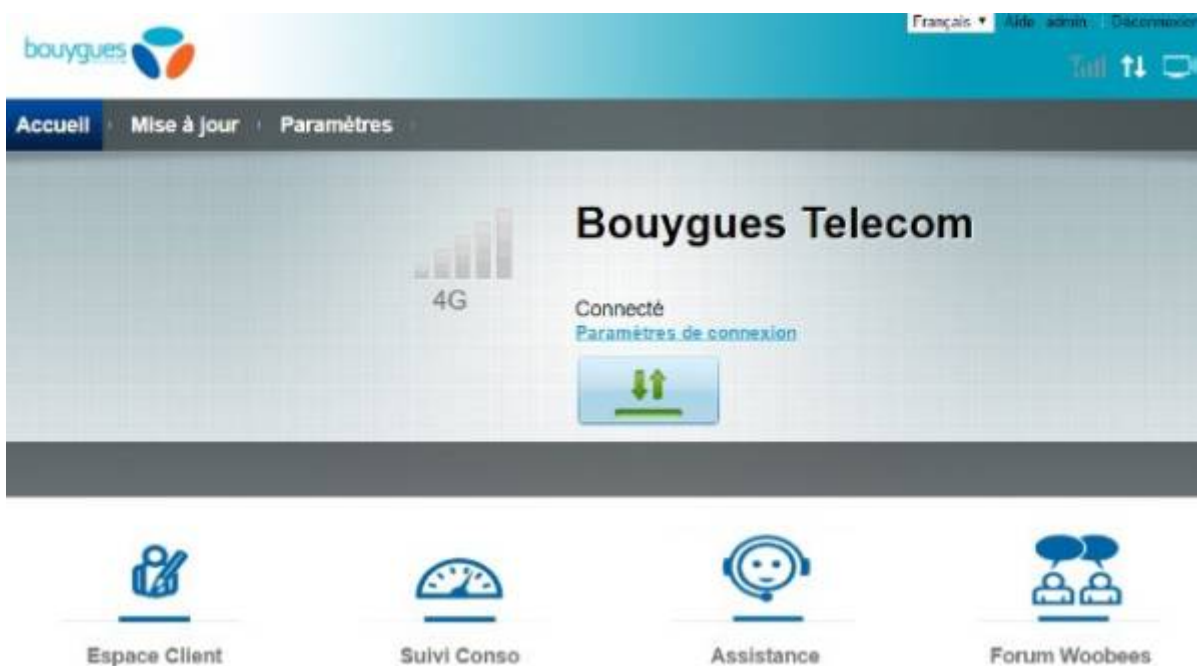 Français ▾ Aide admin Déconnexion
bouygues
Accueil Mise à jour Paramètres
Bouygues Telecom
4G
Connecté
Paramètres de connexion
Espace Client Suivi Conso Assistance Forum Woobees